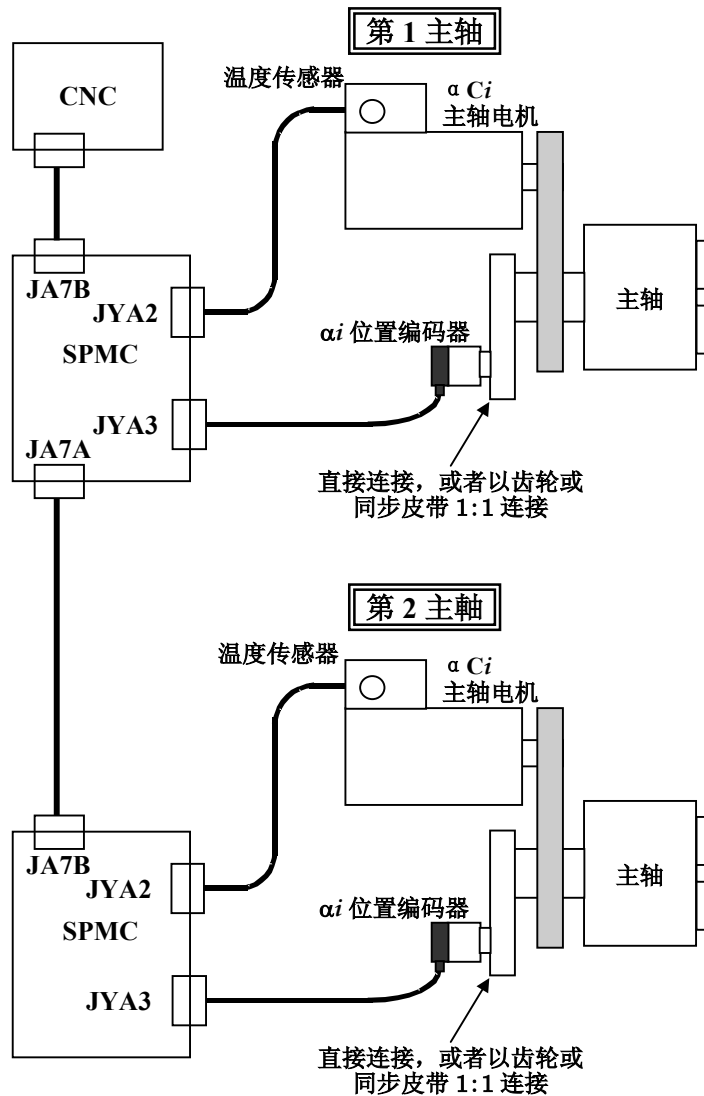 第 1 主轴
温度传感器
α Ci
主轴电机
CNC
JA7B
JYA2
SPMC
主轴
αi 位置编码器
JYA3
JA7A
直接连接，或者以齿轮或
同步皮带 1:1 连接
第 2 主軸
温度传感器
α Ci
主轴电机
JA7B
JYA2
SPMC
主轴
αi 位置编码器
JYA3
直接连接，或者以齿轮或
同步皮带 1:1 连接